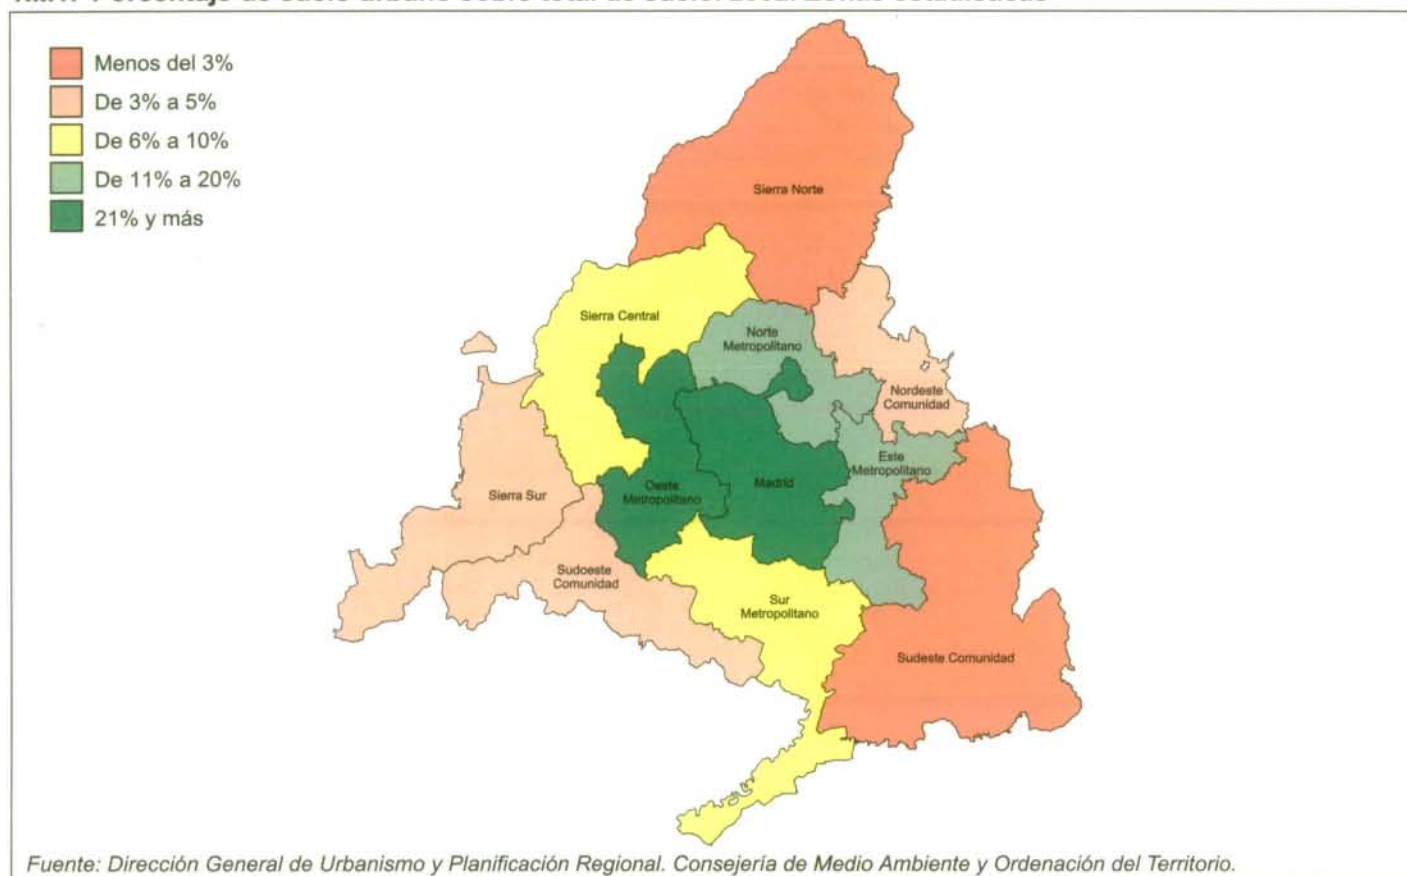 Menos del 3%
De 3% a 5%
De 6% a 10%
De 11% a 20%
21% y más
Sierra Norte
Sierra Central
Norte
Metropolitano
Nordeste
Comunidad
Este
Metropolitano
Sierra Sur
Oeste
Metropolitano
Madrid
Sudoeste
Comunidad
Sur
Metropolitano
Sudeste Comunidad
Fuente: Dirección General de Urbanismo y Planificación Regional. Consejería de Medio Ambiente y Ordenación del Territorio.